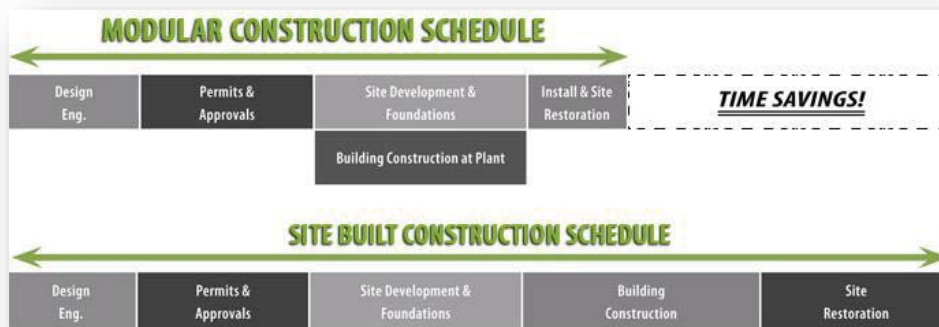 MODULAR CONSTRUCTION SCHEDULE
Design
Eng.
Permits &
Approvals
Site Development &
Foundations
Install & Site
Restoration
TIME SAVINGS!
Building Construction at Plant
SITE BUILT CONSTRUCTION SCHEDULE
Design
Eng.
Permits &
Approvals
Site Development &
Foundations
Building
Construction
Site
Restoration